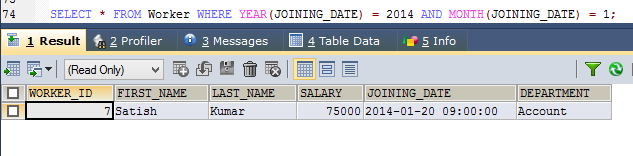 74 SELECT * FROM Worker WHERE YEAR(JOINING_DATE) = 2014 AND MONTH(JOINING_DATE) = 1;
1 Result 2 Profiler 3 Messages 4 Table Data 5 Info
(Read Only)
WORKER_ID FIRST_NAME LAST_NAME SALARY JOINING_DATE DEPARTMENT
7 Satish Kumar 75000 2014-01-20 09:00:00 Account